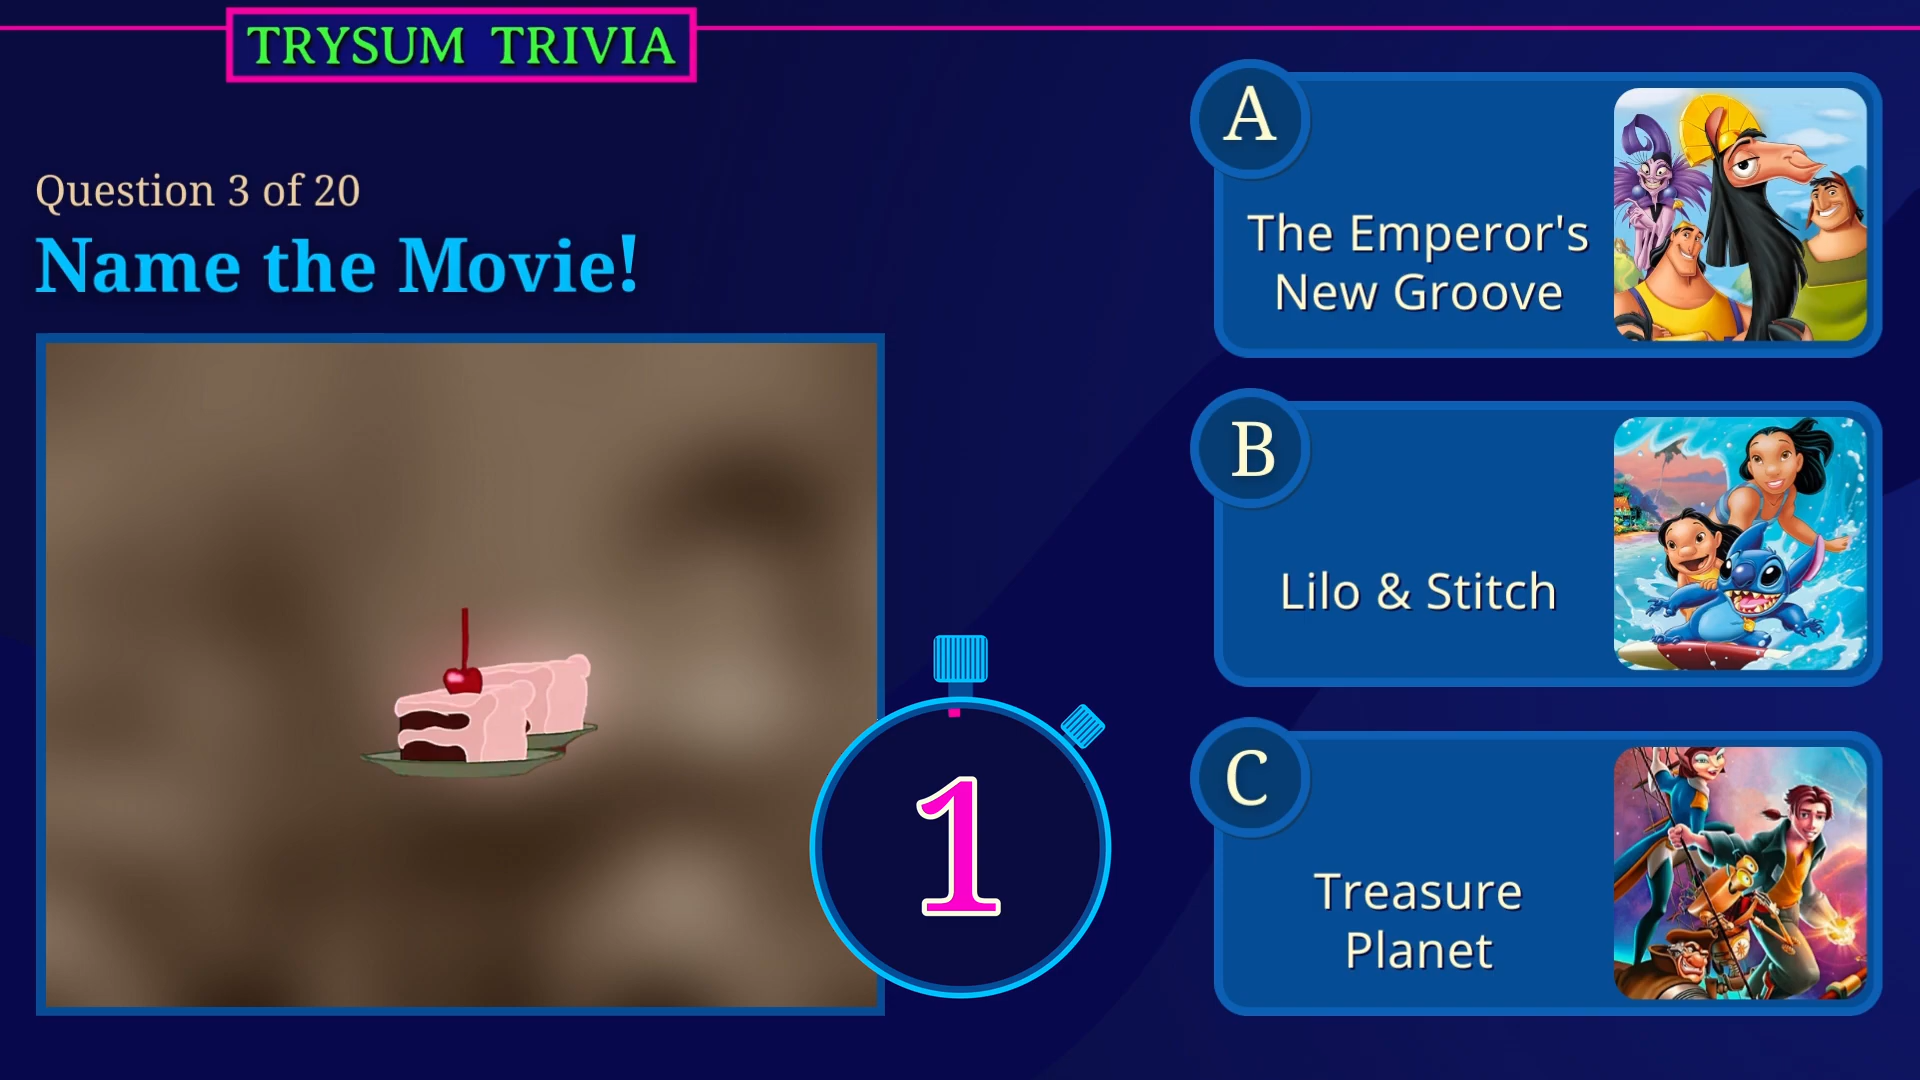 TRYSUM TRIVIA
Question 3 of 20
Name the Movie!
1
A
The Emperor's
New Groove
B
Lilo & Stitch
C
Treasure
Planet